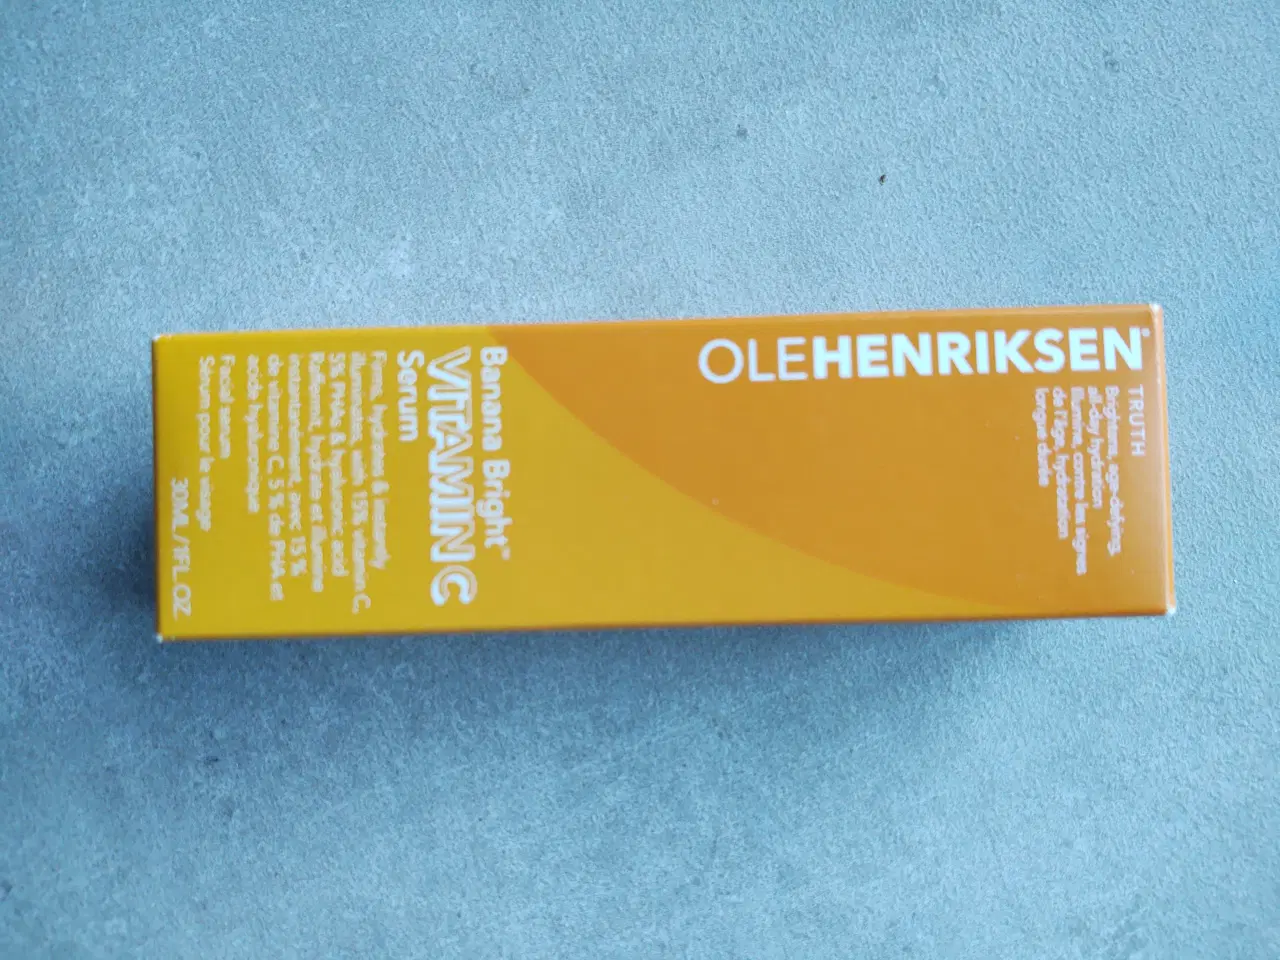 OLEHENRIKSEN®
TRUTH
Brightens, age-defying,
all-day hydration
Illumine, contre les signes
de l'âge, hydratation
longue durée
Banana Bright™
VITAMIN C
Serum
Firms, hydrates & instantly
illuminates, with 15% vitamin C,
5% PHAs & hyaluronic acid
Raffermit, hydrate et illumine
instantanément, avec 15 %
de vitamine C, 5 % de PHA et
acide hyaluronique
Facial serum
Sérum pour le visage
30ML/1FL.OZ